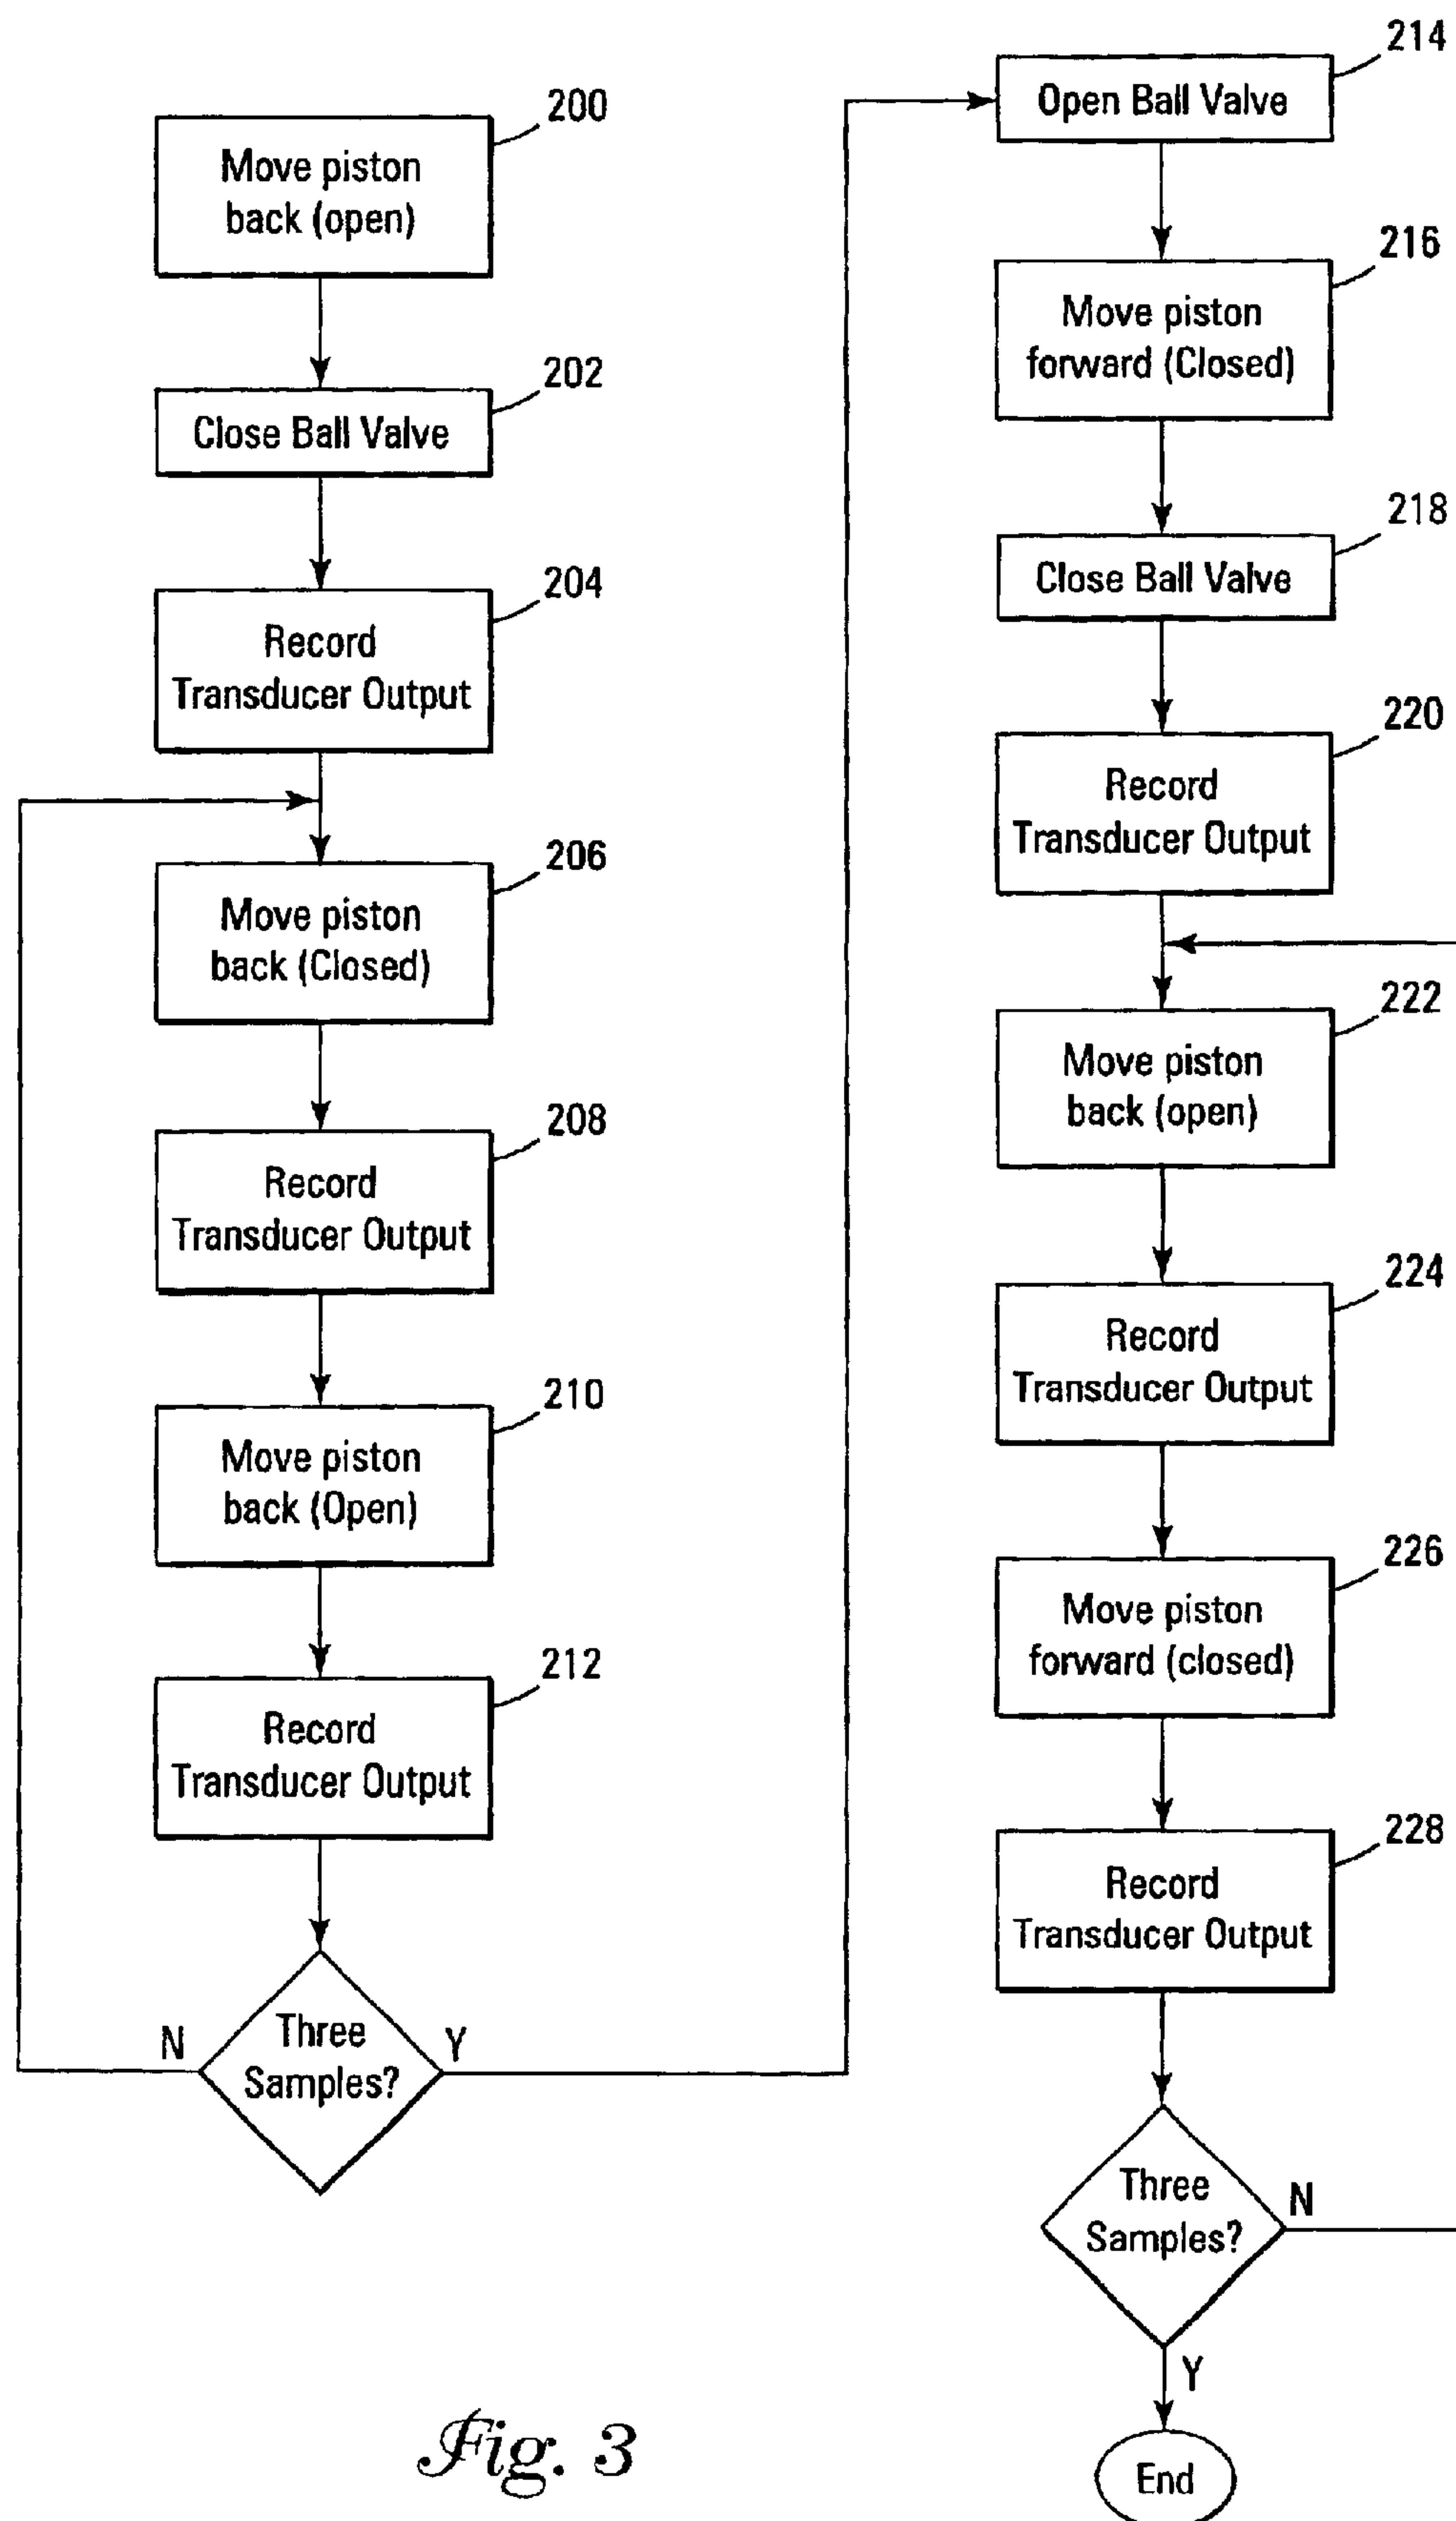 200
Move piston
back (open)
202
Close Ball Valve
204
Record
Transducer Output
206
Move piston
back (Closed)
208
Record
Transducer Output
210
Move piston
back (Open)
212
Record
Transducer Output
Three
Samples?
N
Y
214
Open Ball Valve
216
Move piston
forward (Closed)
218
Close Ball Valve
220
Record
Transducer Output
222
Move piston
back (open)
224
Record
Transducer Output
226
Move piston
forward (closed)
228
Record
Transducer Output
Three
Samples?
N
Y
End
Fig. 3